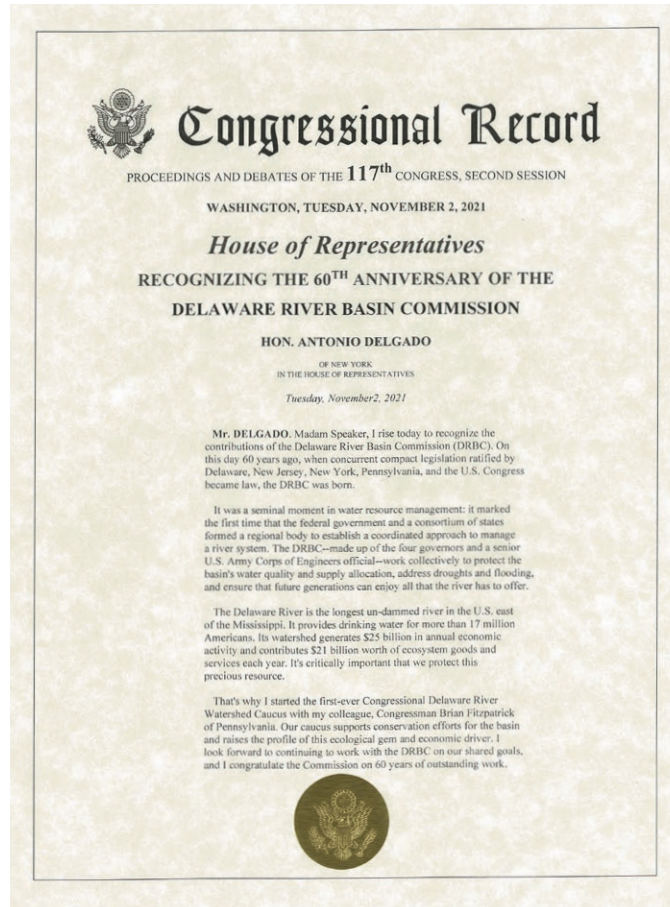 Congressional Record
PROCEEDINGS AND DEBATES OF THE 117th CONGRESS, SECOND SESSION
WASHINGTON, TUESDAY, NOVEMBER 2, 2021
House of Representatives
RECOGNIZING THE 60TH ANNIVERSARY OF THE
DELAWARE RIVER BASIN COMMISSION
HON. ANTONIO DELGADO
OF NEW YORK
IN THE HOUSE OF REPRESENTATIVES
Tuesday, November2, 2021
Mr. DELGADO. Madam Speaker, I rise today to recognize the
contributions of the Delaware River Basin Commission (DRBC). On
this day 60 years ago, when concurrent compact legislation ratified by
Delaware, New Jersey, New York, Pennsylvania, and the U.S. Congress
became law, the DRBC was born.
It was a seminal moment in water resource management: it marked
the first time that the federal government and a consortium of states
formed a regional body to establish a coordinated approach to manage
a river system. The DRBC--made up of the four governors and a senior
U.S. Army Corps of Engineers official--work collectively to protect the
basin's water quality and supply allocation, address droughts and flooding,
and ensure that future generations can enjoy all that the river has to offer.
The Delaware River is the longest un-dammed river in the U.S. east
of the Mississippi. It provides drinking water for more than 17 million
Americans. Its watershed generates $25 billion in annual economic
activity and contributes $21 billion worth of ecosystem goods and
services each year. It's critically important that we protect this
precious resource.
That's why I started the first-ever Congressional Delaware River
Watershed Caucus with my colleague, Congressman Brian Fitzpatrick
of Pennsylvania. Our caucus supports conservation efforts for the basin
and raises the profile of this ecological gem and economic driver. I
look forward to continuing to work with the DRBC on our shared goals,
and I congratulate the Commission on 60 years of outstanding work.